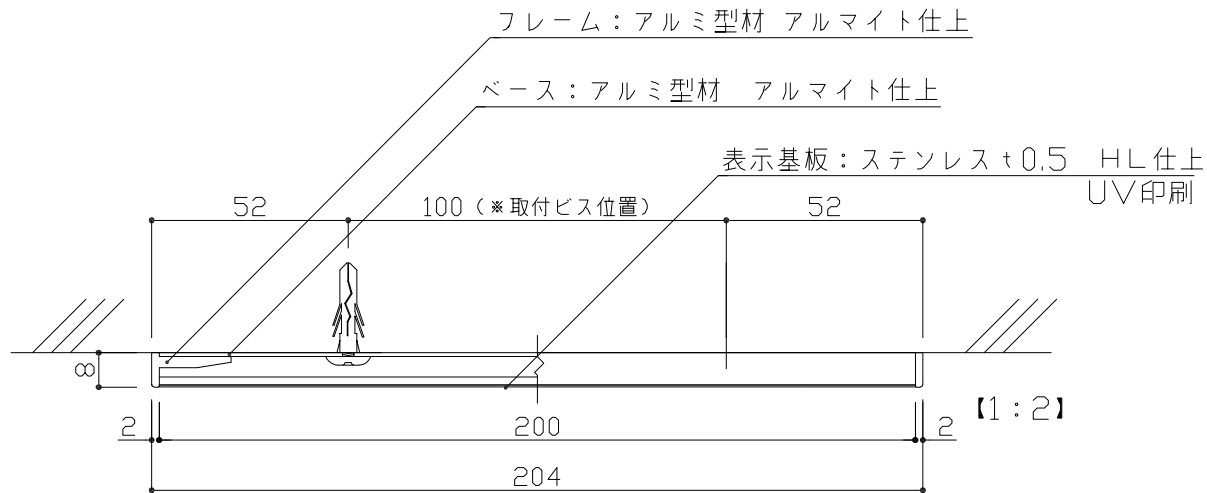 フレーム：アルミ型材 アルマイト仕上
ベース：アルミ型材　アルマイト仕上
表示基板：ステンレスｔ0.5　ＨＬ仕上
ＵＶ印刷
52
100（※取付ビス位置）
52
8
【1：2】
2
200
2
204